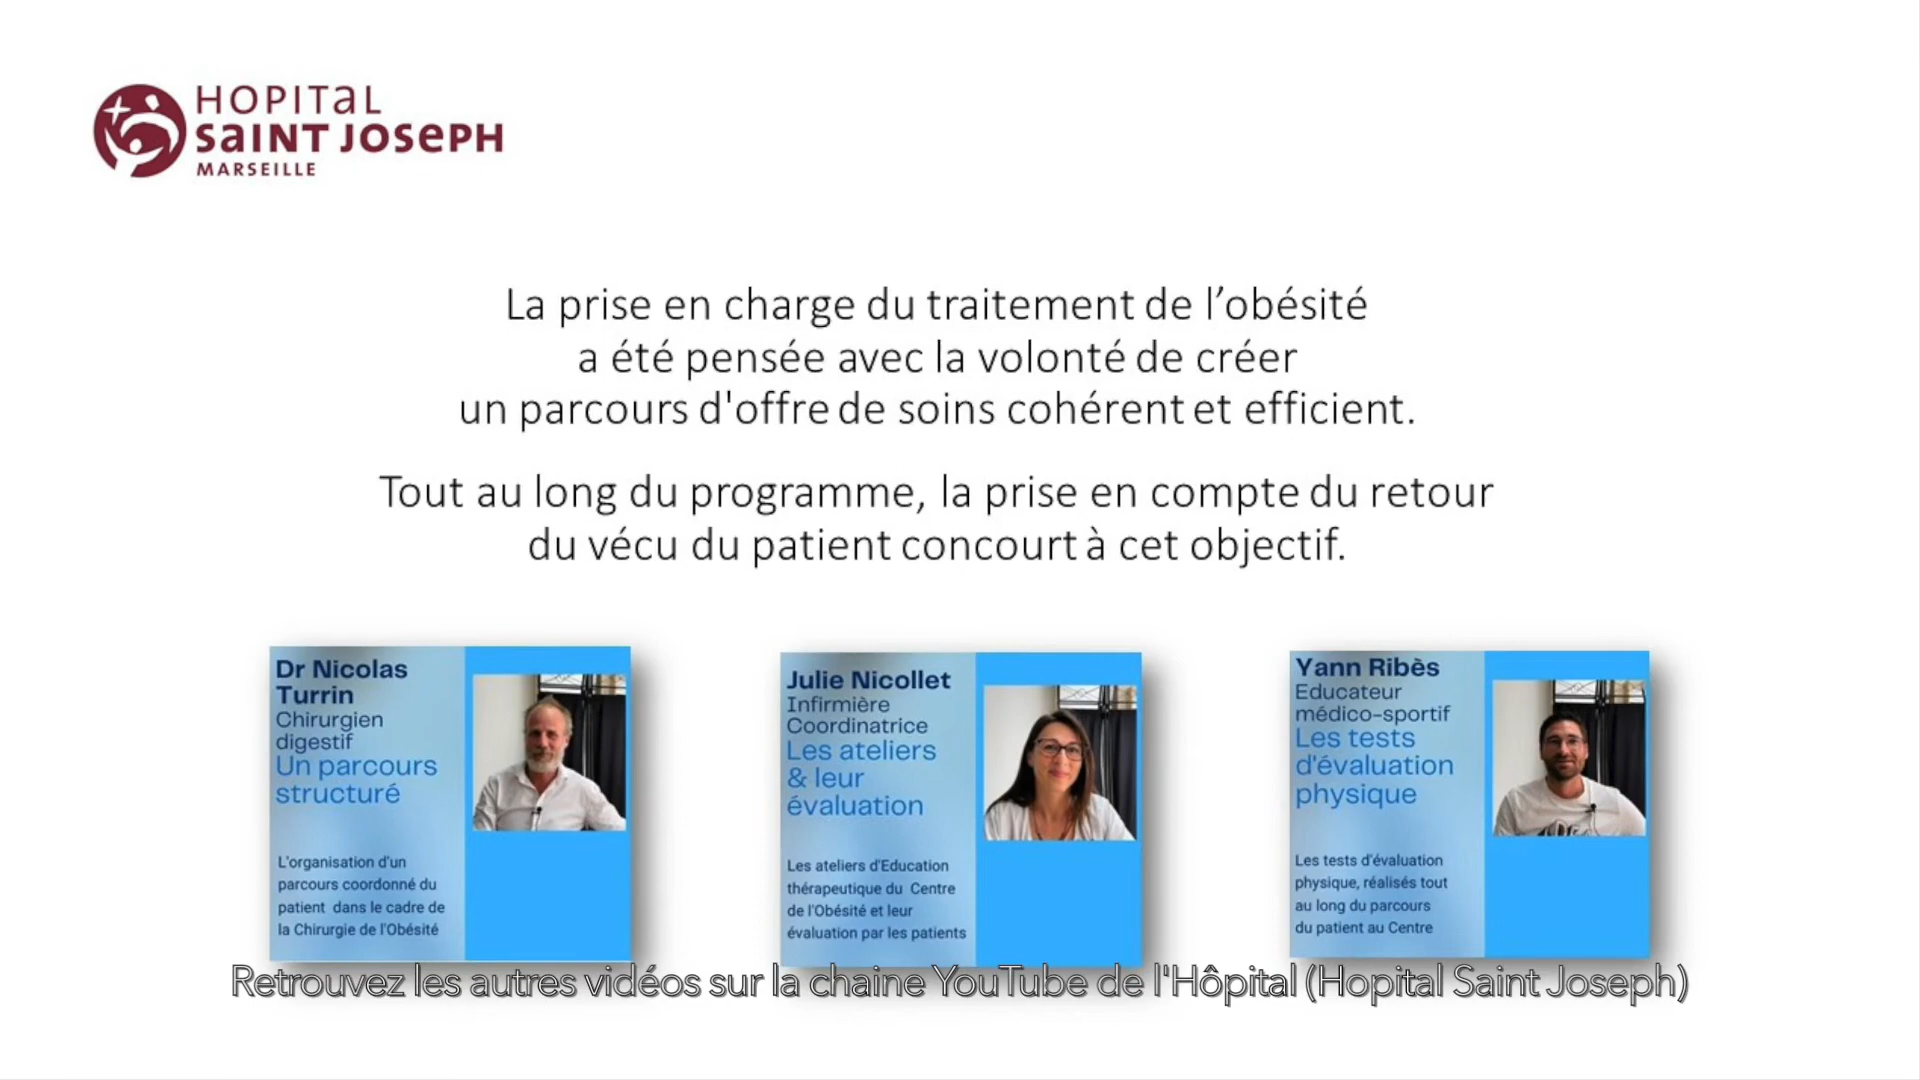 HOPITaL
SaINT JOSePH
MARSEILLE
La prise en charge du traitement de l’obésité
a été pensée avec la volonté de créer
un parcours d'offre de soins cohérent et efficient.
Tout au long du programme, la prise en compte du retour
du vécu du patient concourt à cet objectif.
Dr Nicolas
Turrin
Chirurgien
digestif
Un parcours
structuré
L'organisation d'un
parcours coordonné du
patient dans le cadre de
la Chirurgie de l'Obésité
Julie Nicollet
Infirmière
Coordinatrice
Les ateliers
& leur
évaluation
Les ateliers d'Education
thérapeutique du Centre
de l'Obésité et leur
évaluation par les patients
Yann Ribès
Educateur
médico-sportif
Les tests
d'évaluation
physique
Les tests d'évaluation
physique, réalisés tout
au long du parcours
du patient au Centre
Retrouvez les autres vidéos sur la chaine YouTube de l'Hôpital (Hopital Saint Joseph)